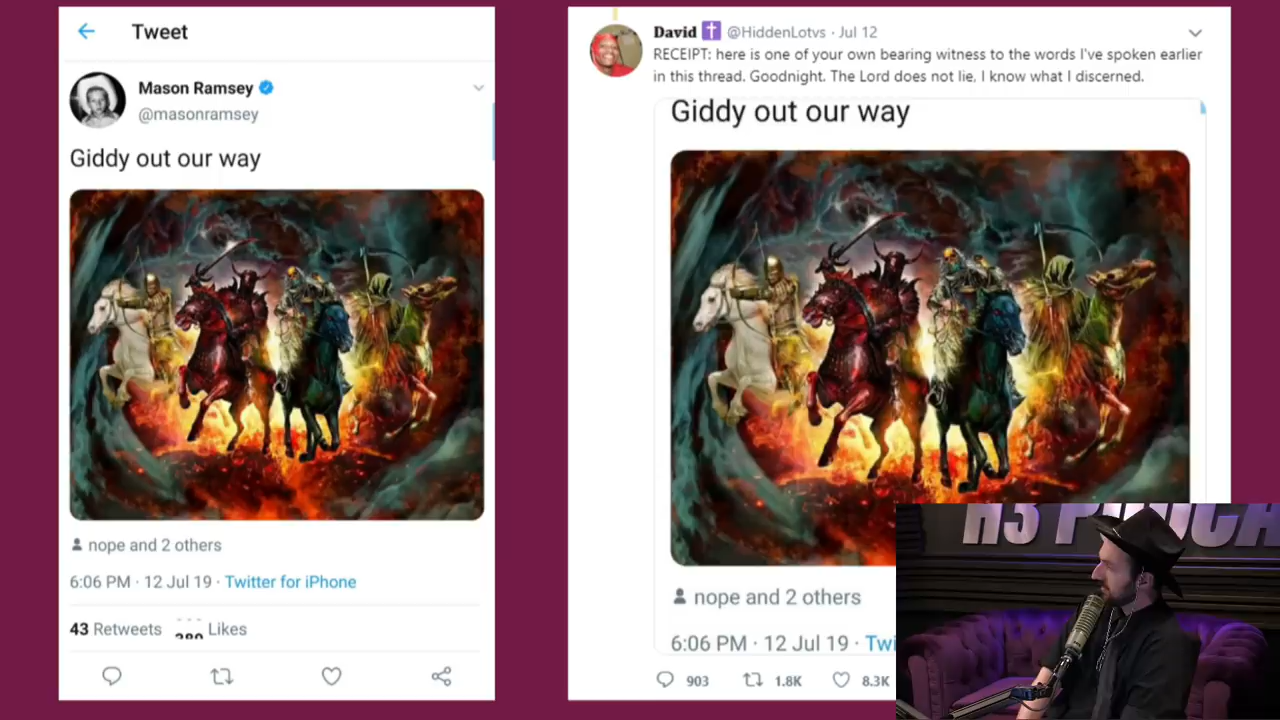 Tweet
Mason Ramsey
@masonramsey
Giddy out our way
nope and 2 others
6:06 PM · 12 Jul 19 · Twitter for iPhone
43 Retweets Likes
David @HiddenLotvs · Jul 12
RECEIPT: here is one of your own bearing witness to the words I've spoken earlier
in this thread. Goodnight. The Lord does not lie, I know what I discerned.
Giddy out our way
nope and 2 others
6:06 PM · 12 Jul 19 · Twi
903 1.8K 8.3K
H3 PODCA